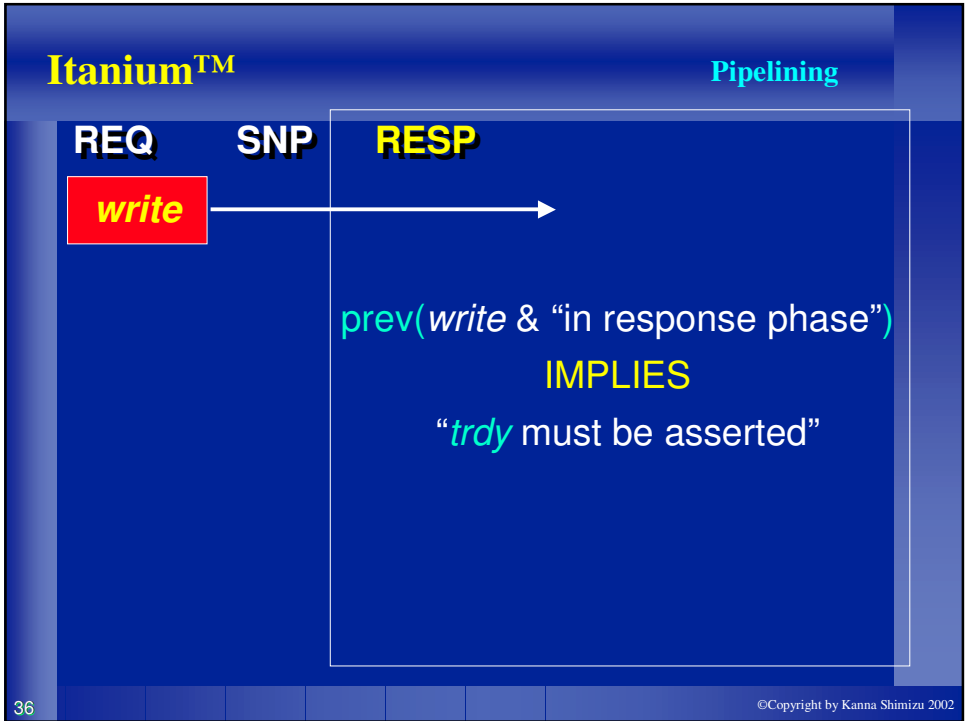 Itanium™
Pipelining
REQ SNP RESP
write
prev(write & “in response phase”)
IMPLIES
“trdy must be asserted”
36
©Copyright by Kanna Shimizu 2002